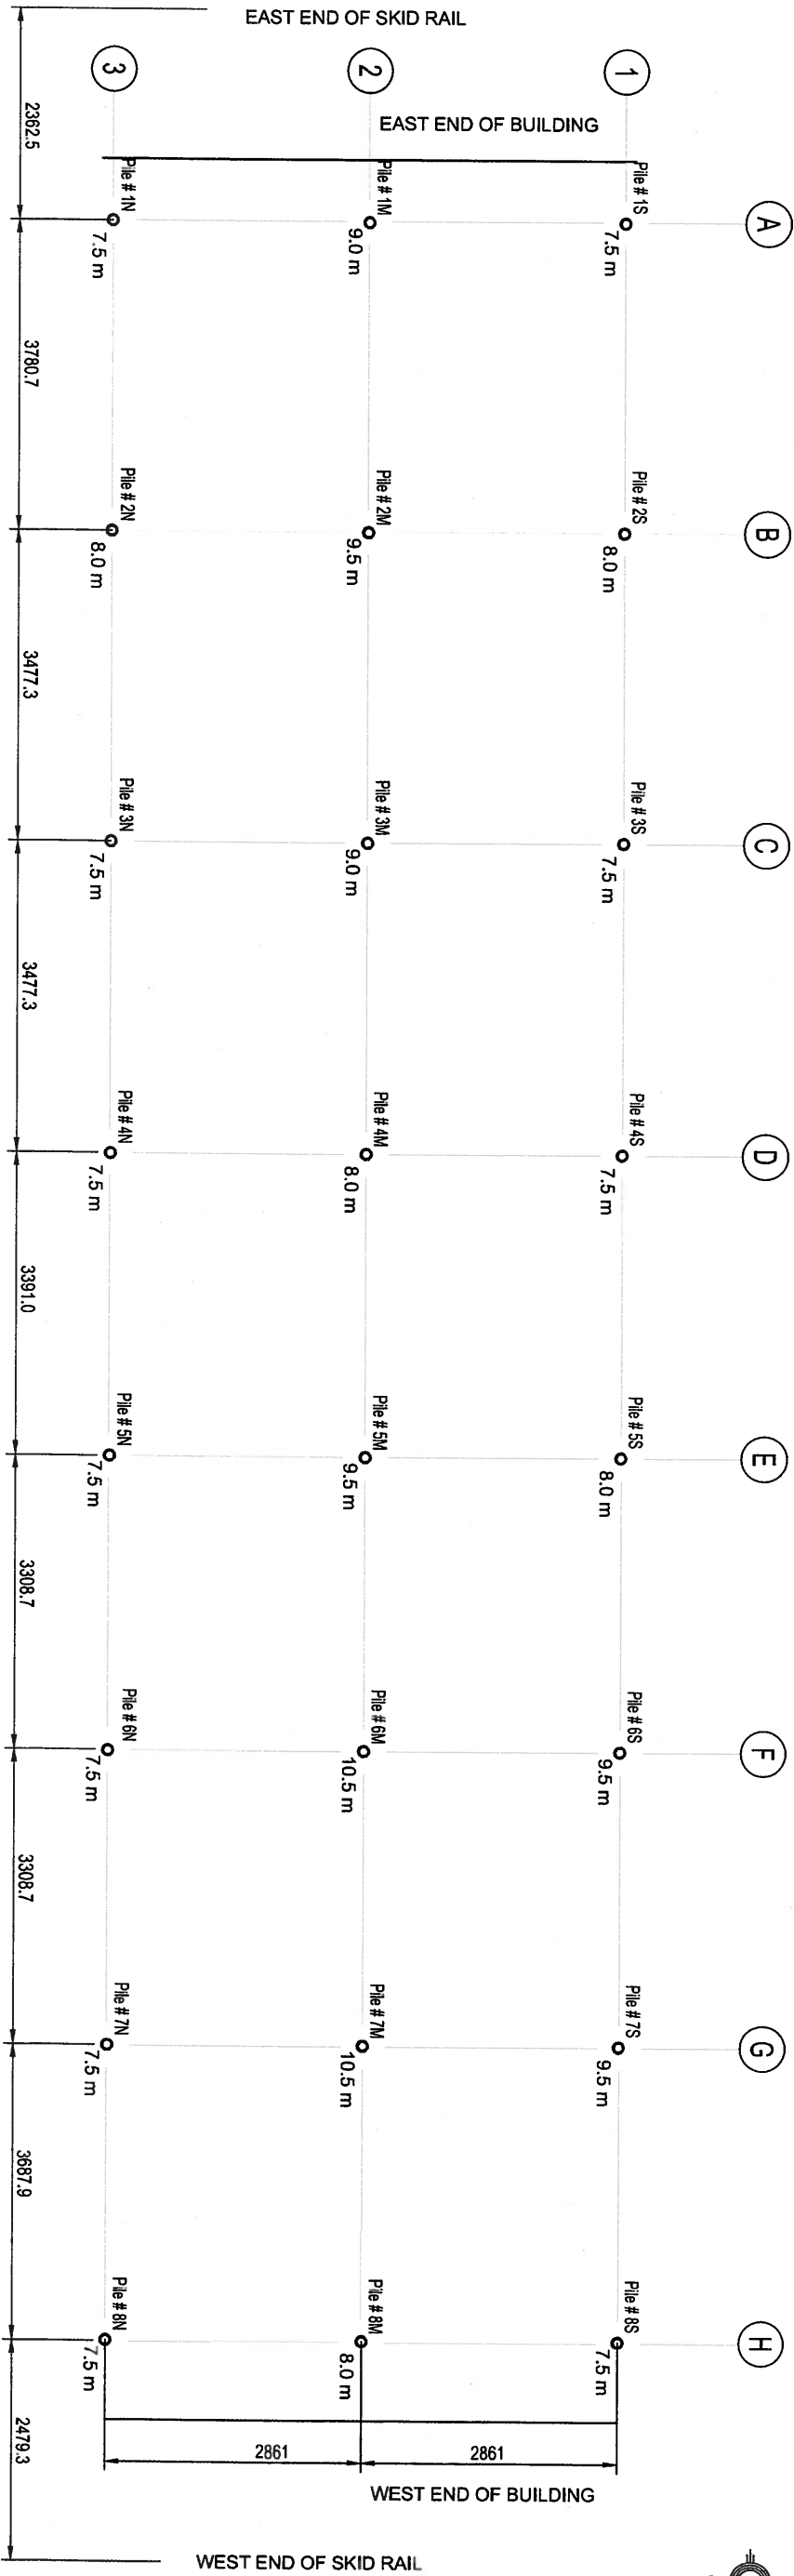 EAST END OF SKID RAIL
3
2
1
EAST END OF BUILDING
2362.5
Pile # 1N
Pile # 1M
Pile # 1S
A
7.5 m
9.0 m
7.5 m
3780.7
Pile # 2N
Pile # 2M
Pile # 2S
B
8.0 m
9.5 m
8.0 m
3477.3
Pile # 3N
Pile # 3M
Pile # 3S
C
7.5 m
9.0 m
7.5 m
3477.3
Pile # 4N
Pile # 4M
Pile # 4S
D
7.5 m
8.0 m
7.5 m
3391.0
Pile # 5N
Pile # 5M
Pile # 5S
E
7.5 m
9.5 m
8.0 m
3308.7
Pile # 6N
Pile # 6M
Pile # 6S
F
7.5 m
10.5 m
9.5 m
3308.7
Pile # 7N
Pile # 7M
Pile # 7S
G
7.5 m
10.5 m
9.5 m
3687.9
Pile # 8N
Pile # 8M
Pile # 8S
H
7.5 m
8.0 m
7.5 m
2479.3
2861
2861
WEST END OF BUILDING
WEST END OF SKID RAIL